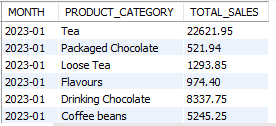 MONTH PRODUCT_CATEGORY TOTAL_SALES
2023-01 Tea 22621.95
2023-01 Packaged Chocolate 521.94
2023-01 Loose Tea 1293.85
2023-01 Flavours 974.40
2023-01 Drinking Chocolate 8337.75
2023-01 Coffee beans 5245.25